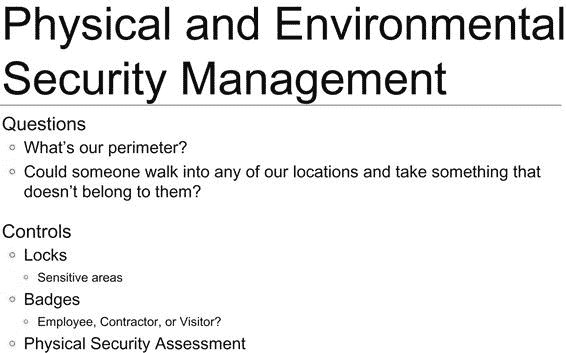 Physical and Environmental
Security Management
Questions
What's our perimeter?
Could someone walk into any of our locations and take something that
doesn't belong to them?
Controls
Locks
Sensitive areas
Badges
Employee, Contractor, or Visitor?
Physical Security Assessment